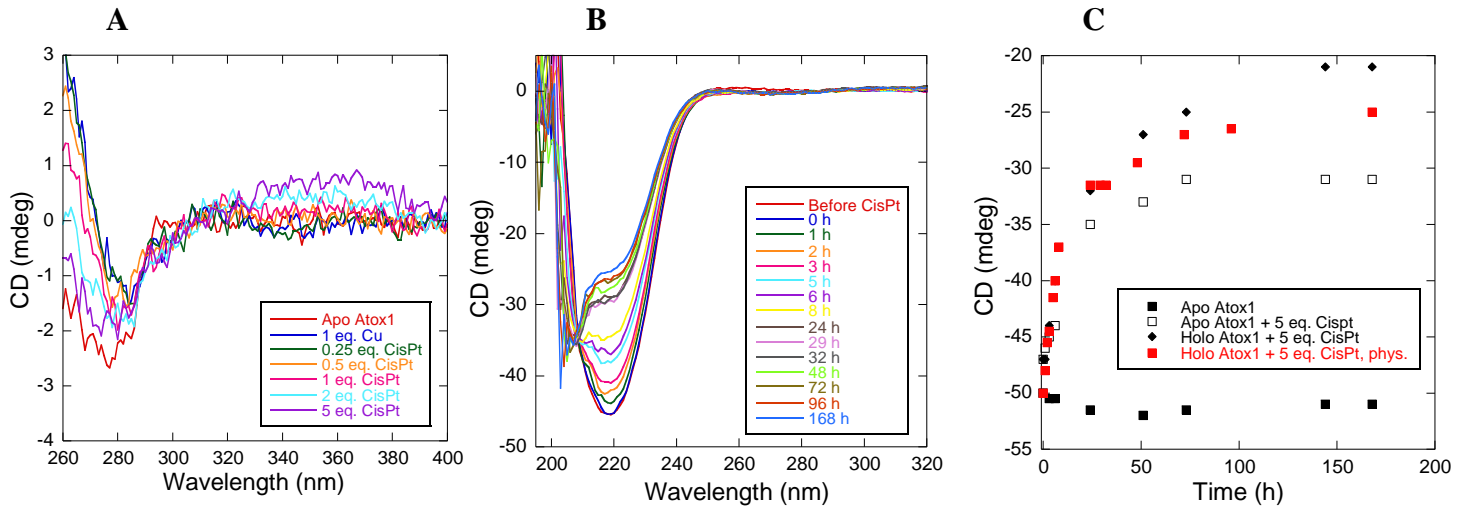 A
B
C
3
2
1
0
-1
-2
-3
-4
CD (mdeg)
260 280 300 320 340 360 380 400
Wavelength (nm)
Apo Atox1
1 eq. Cu
0.25 eq. CisPt
0.5 eq. CisPt
1 eq. CisPt
2 eq. CisPt
5 eq. CisPt
0
-10
-20
-30
-40
-50
CD (mdeg)
200 220 240 260 280 300 320
Wavelength (nm)
Before CisPt
0 h
1 h
2 h
3 h
5 h
6 h
8 h
24 h
29 h
32 h
48 h
72 h
96 h
168 h
-20
-25
-30
-35
-40
-45
-50
-55
CD (mdeg)
0 50 100 150 200
Time (h)
Apo Atox1
Apo Atox1 + 5 eq. Cispt
Holo Atox1 + 5 eq. CisPt
Holo Atox1 + 5 eq. CisPt, phys.